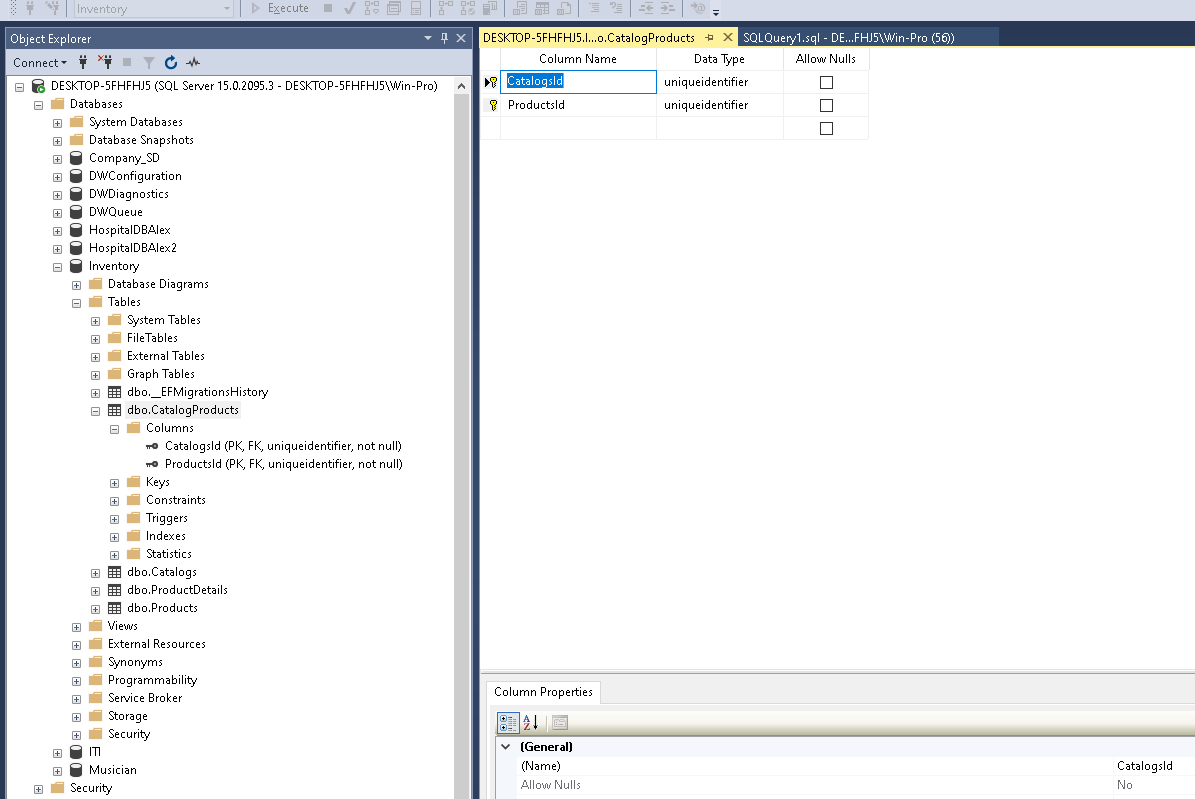 Inventory
Execute
Object Explorer
Connect
DESKTOP-5FHFHJ5 (SQL Server 15.0.2095.3 - DESKTOP-5FHFHJ5\Win-Pro)
Databases
System Databases
Database Snapshots
Company_SD
DWConfiguration
DWDiagnostics
DWQueue
HospitalDBAlex
HospitalDBAlex2
Inventory
Database Diagrams
Tables
System Tables
FileTables
External Tables
Graph Tables
dbo.__EFMigrationsHistory
dbo.CatalogProducts
Columns
CatalogsId (PK, FK, uniqueidentifier, not null)
ProductsId (PK, FK, uniqueidentifier, not null)
Keys
Constraints
Triggers
Indexes
Statistics
dbo.Catalogs
dbo.ProductDetails
dbo.Products
Views
External Resources
Synonyms
Programmability
Service Broker
Storage
Security
ITI
Musician
Security
DESKTOP-5FHFHJ5.I...o.CatalogProducts
SQLQuery1.sql - DE...FHJ5\Win-Pro (56))
Column Name Data Type Allow Nulls
CatalogsId uniqueidentifier
ProductsId uniqueidentifier
Column Properties
(General)
(Name) CatalogsId
Allow Nulls No